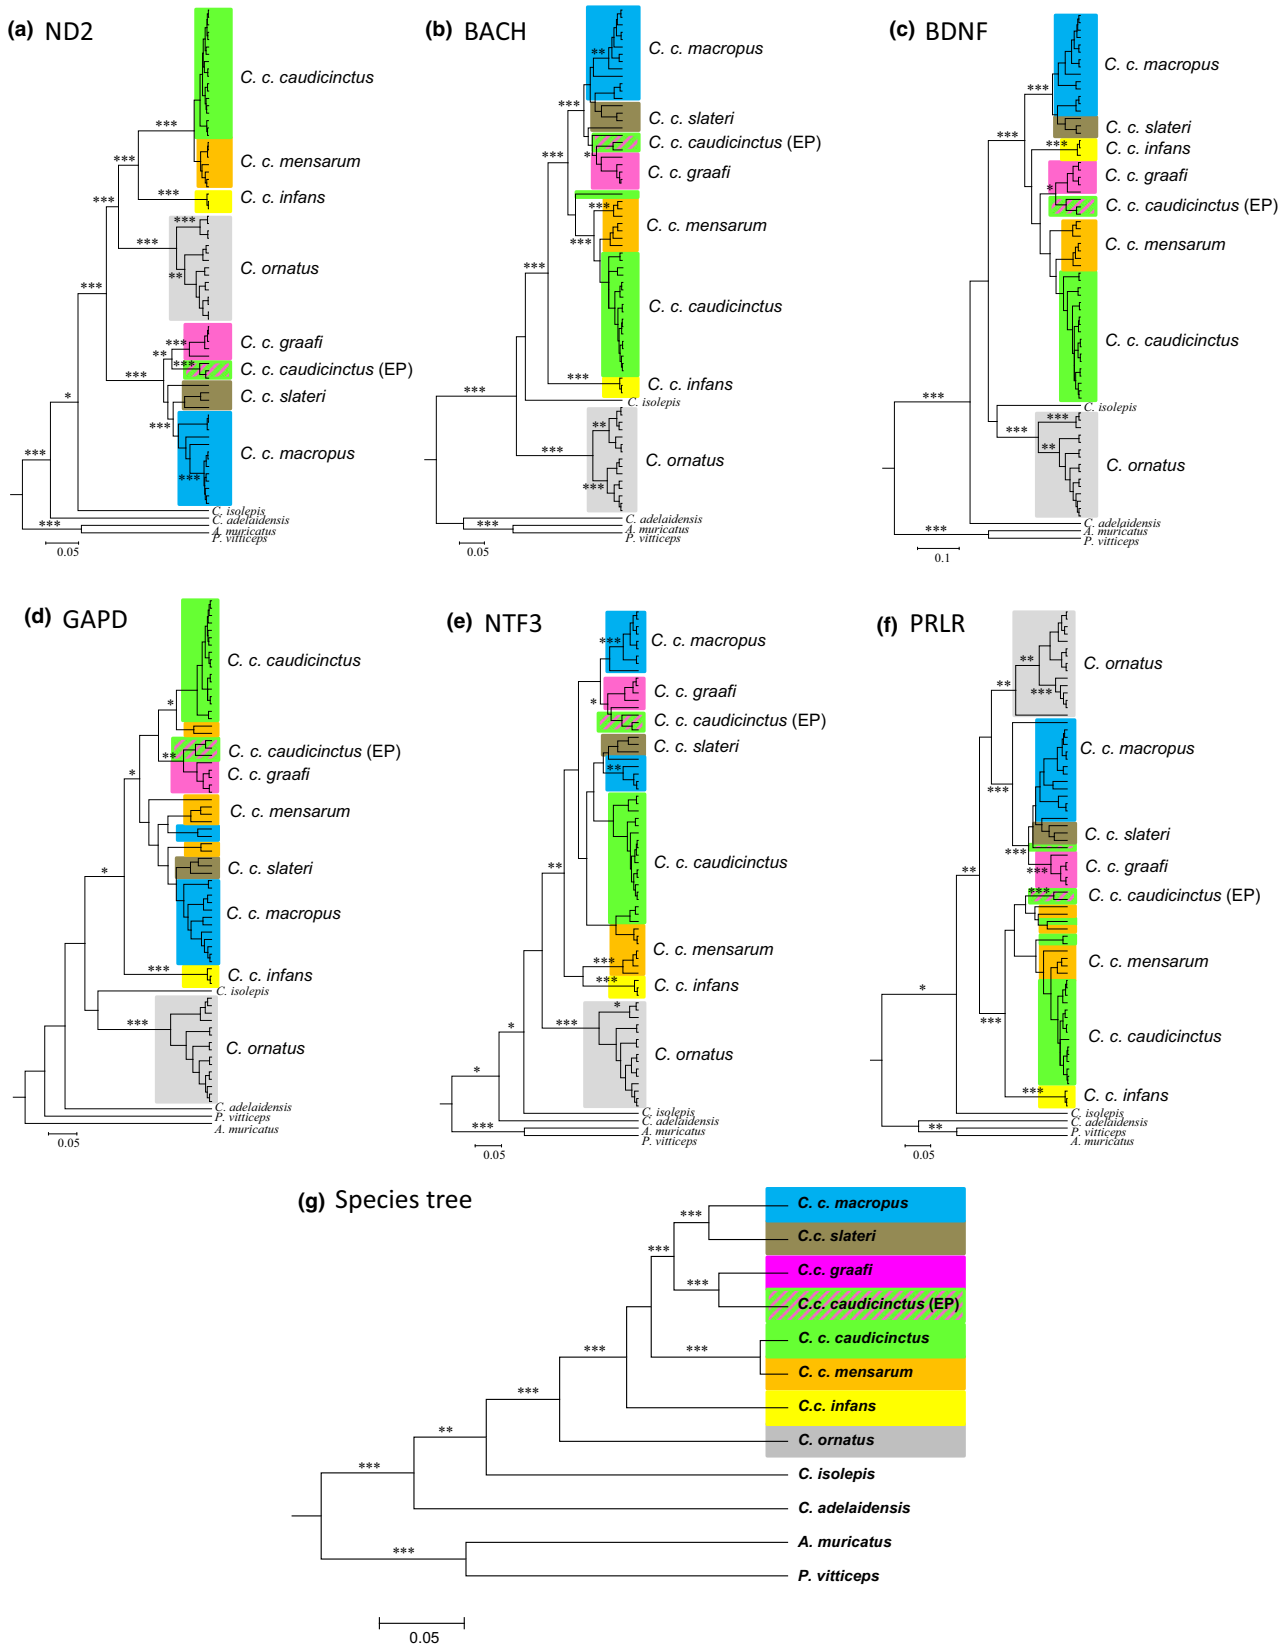 (a) ND2
C. c. caudicinctus
C. c. mensarum
C. c. infans
C. ornatus
C. c. graafi
C. c. caudicinctus (EP)
C. c. slateri
C. c. macropus
C. isolepis
C. adelaidensis
A. muricatus
P. vitticeps
***
***
***
***
***
***
***
**
***
***
**
***
***
***
***
*
***
***
0.05
(b) BACH
C. c. macropus
C. c. slateri
C. c. caudicinctus (EP)
C. c. graafi
C. c. mensarum
C. c. caudicinctus
C. c. infans
C. isolepis
C. ornatus
C. adelaidensis
A. muricatus
P. vitticeps
**
***
*
***
***
***
***
***
***
**
***
***
***
0.05
(c) BDNF
C. c. macropus
C. c. slateri
C. c. infans
C. c. graafi
C. c. caudicinctus (EP)
C. c. mensarum
C. c. caudicinctus
C. isolepis
C. ornatus
C. adelaidensis
A. muricatus
P. vitticeps
***
***
***
*
***
***
***
**
***
0.1
(d) GAPD
C. c. caudicinctus
C. c. caudicinctus (EP)
C. c. graafi
C. c. mensarum
C. c. slateri
C. c. macropus
C. c. infans
C. isolepis
C. ornatus
C. adelaidensis
P. vitticeps
A. muricatus
*
**
*
*
***
***
0.05
(e) NTF3
C. c. macropus
C. c. graafi
C. c. caudicinctus (EP)
C. c. slateri
C. c. caudicinctus
C. c. mensarum
C. c. infans
C. ornatus
C. isolepis
C. adelaidensis
A. muricatus
P. vitticeps
***
*
**
**
***
***
*
***
*
*
***
0.05
(f) PRLR
C. ornatus
C. c. macropus
C. c. slateri
C. c. graafi
C. c. caudicinctus (EP)
C. c. mensarum
C. c. caudicinctus
C. c. infans
C. isolepis
C. adelaidensis
P. vitticeps
A. muricatus
**
**
***
***
***
***
**
***
*
***
***
**
0.05
(g) Species tree
C. c. macropus
C.c. slateri
C.c. graafi
C.c. caudicinctus (EP)
C. c. caudicinctus
C. c. mensarum
C.c. infans
C. ornatus
C. isolepis
C. adelaidensis
A. muricatus
P. vitticeps
***
***
***
***
***
***
**
***
***
0.05